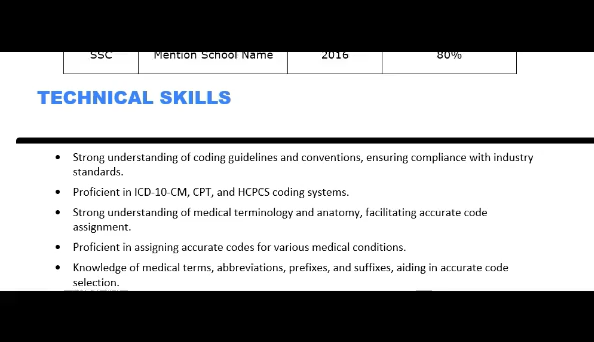 SSC Mention School Name 2016 80%
TECHNICAL SKILLS
• Strong understanding of coding guidelines and conventions, ensuring compliance with industry
standards.
• Proficient in ICD-10-CM, CPT, and HCPCS coding systems.
• Strong understanding of medical terminology and anatomy, facilitating accurate code
assignment.
• Proficient in assigning accurate codes for various medical conditions.
• Knowledge of medical terms, abbreviations, prefixes, and suffixes, aiding in accurate code
selection.